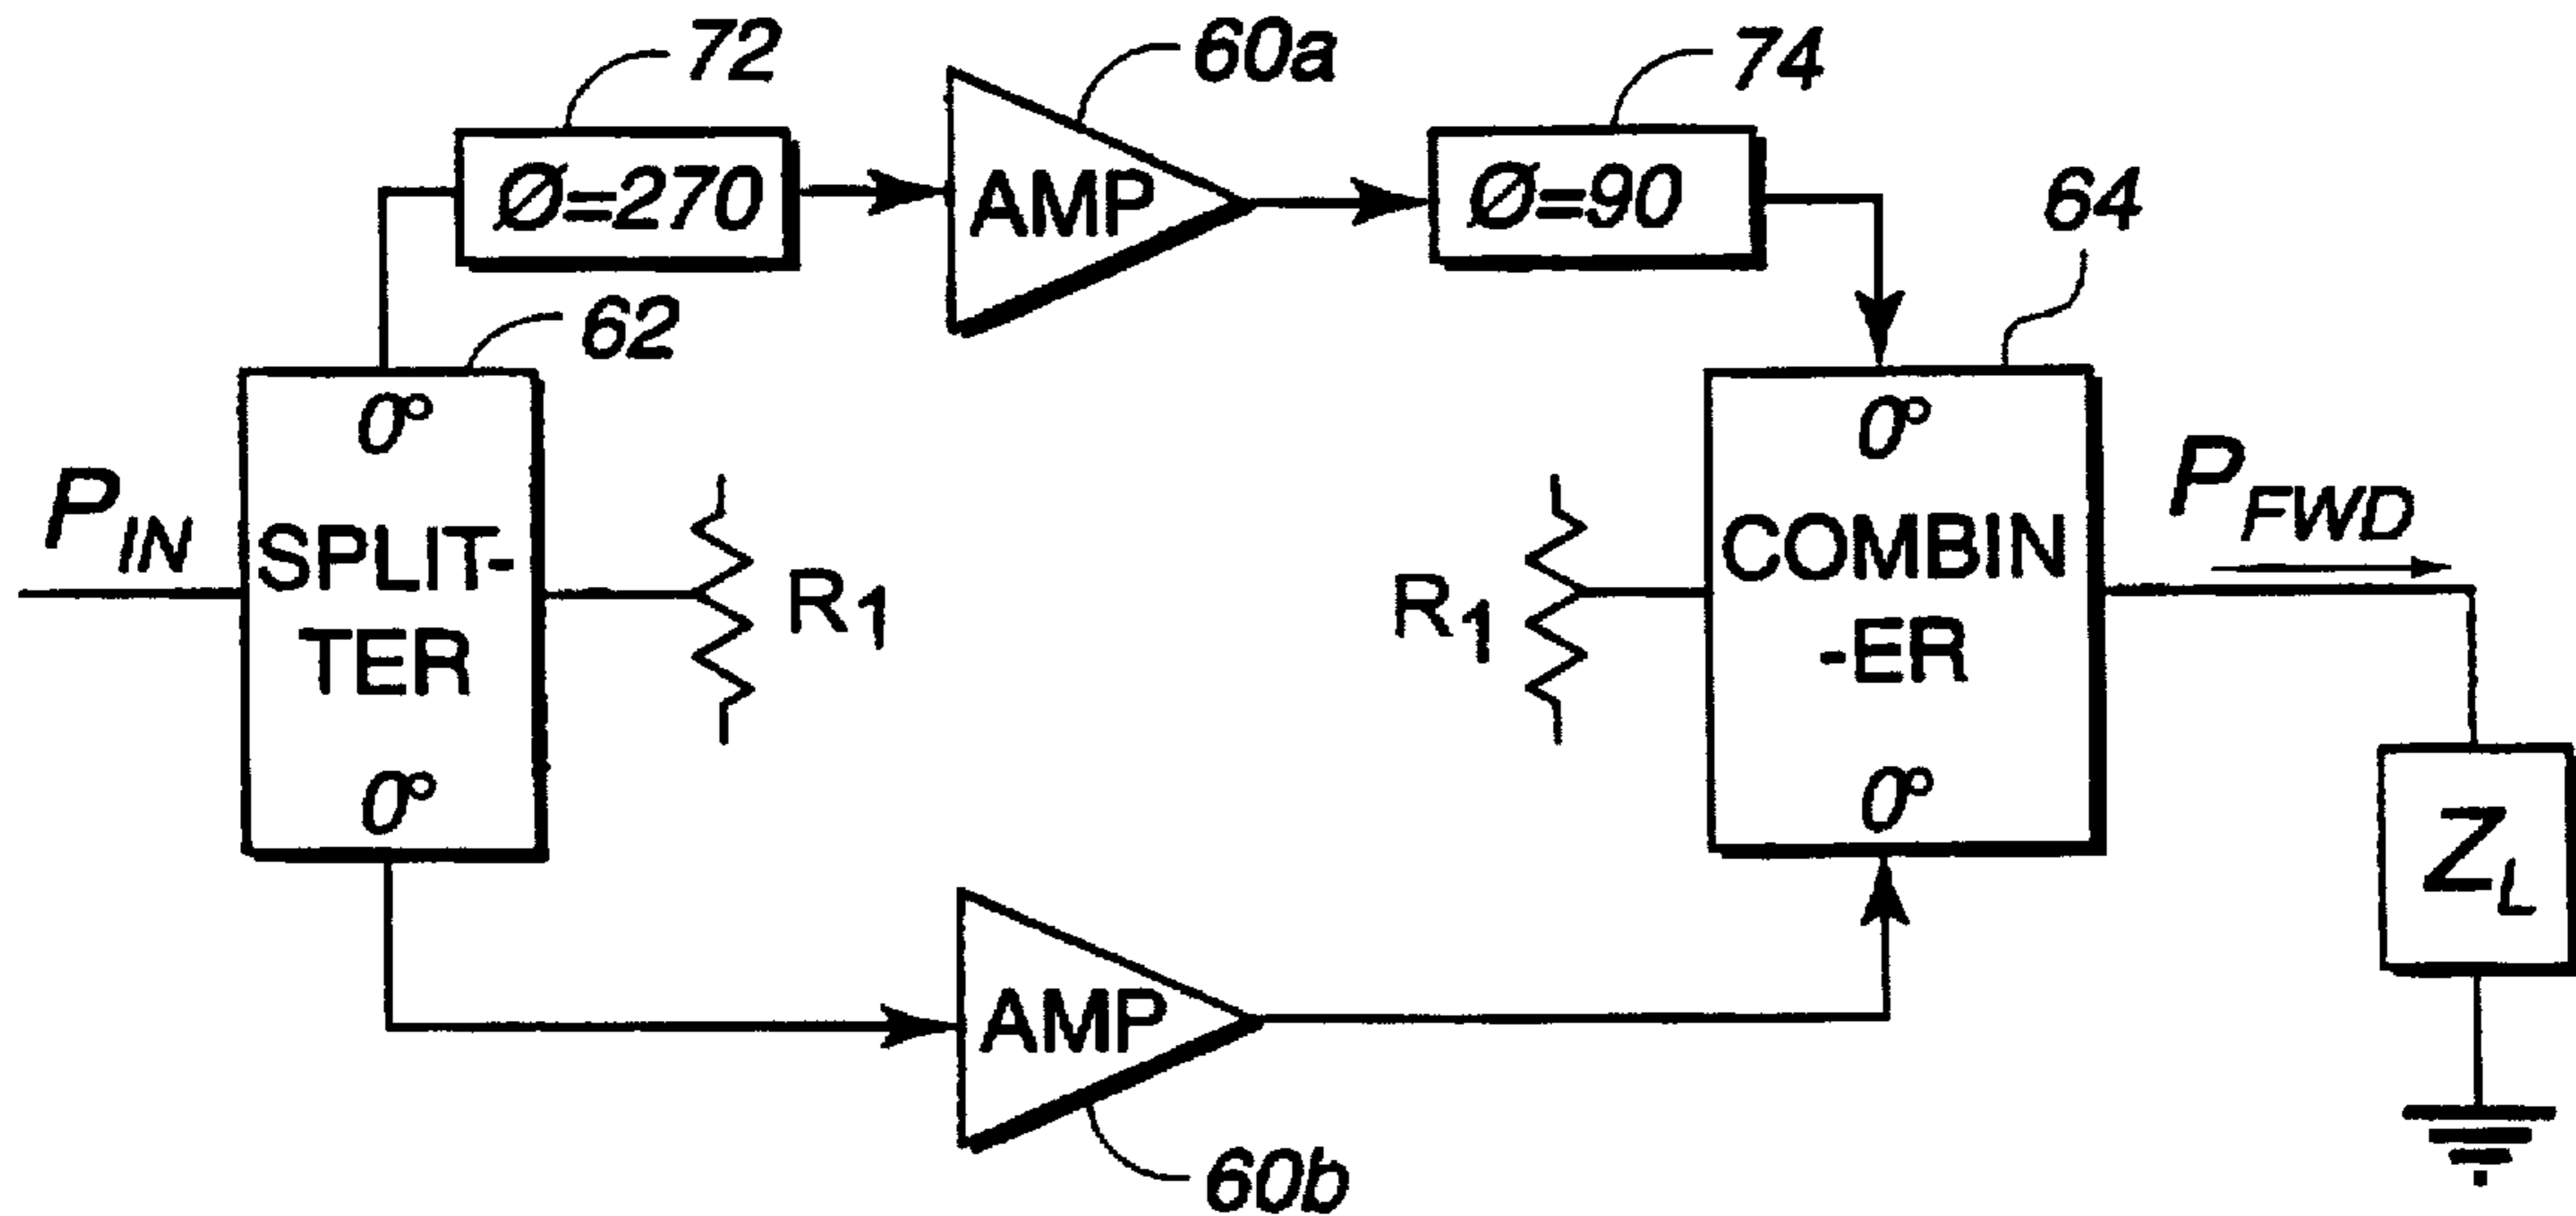 72
60a
74
Ø=270
AMP
Ø=90
64
62
0°
0°
P_IN
SPLIT-
TER
R1
R1
COMBIN
-ER
P_FWD
0°
0°
Z_L
AMP
60b